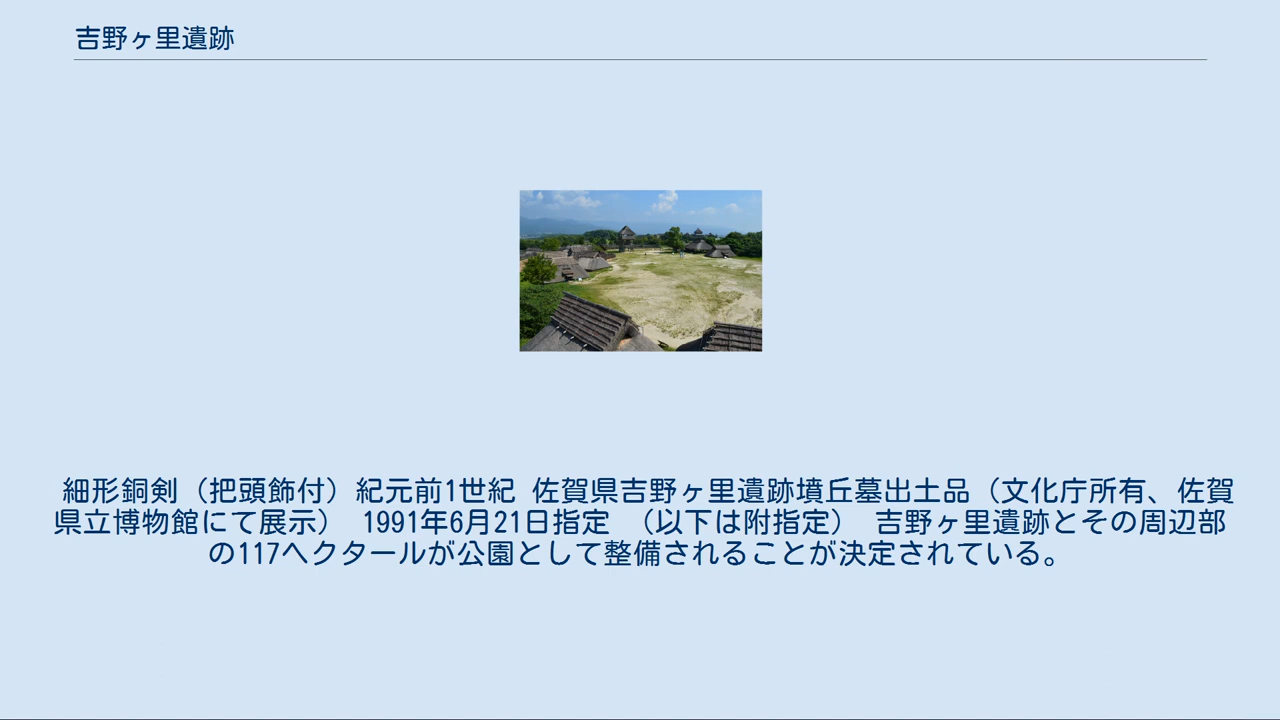 吉野ヶ里遺跡
細形銅剣（把頭飾付）紀元前1世紀 佐賀県吉野ヶ里遺跡墳丘墓出土品（文化庁所有、佐賀
県立博物館にて展示） 1991年6月21日指定 （以下は附指定） 吉野ヶ里遺跡とその周辺部
の117ヘクタールが公園として整備されることが決定されている。